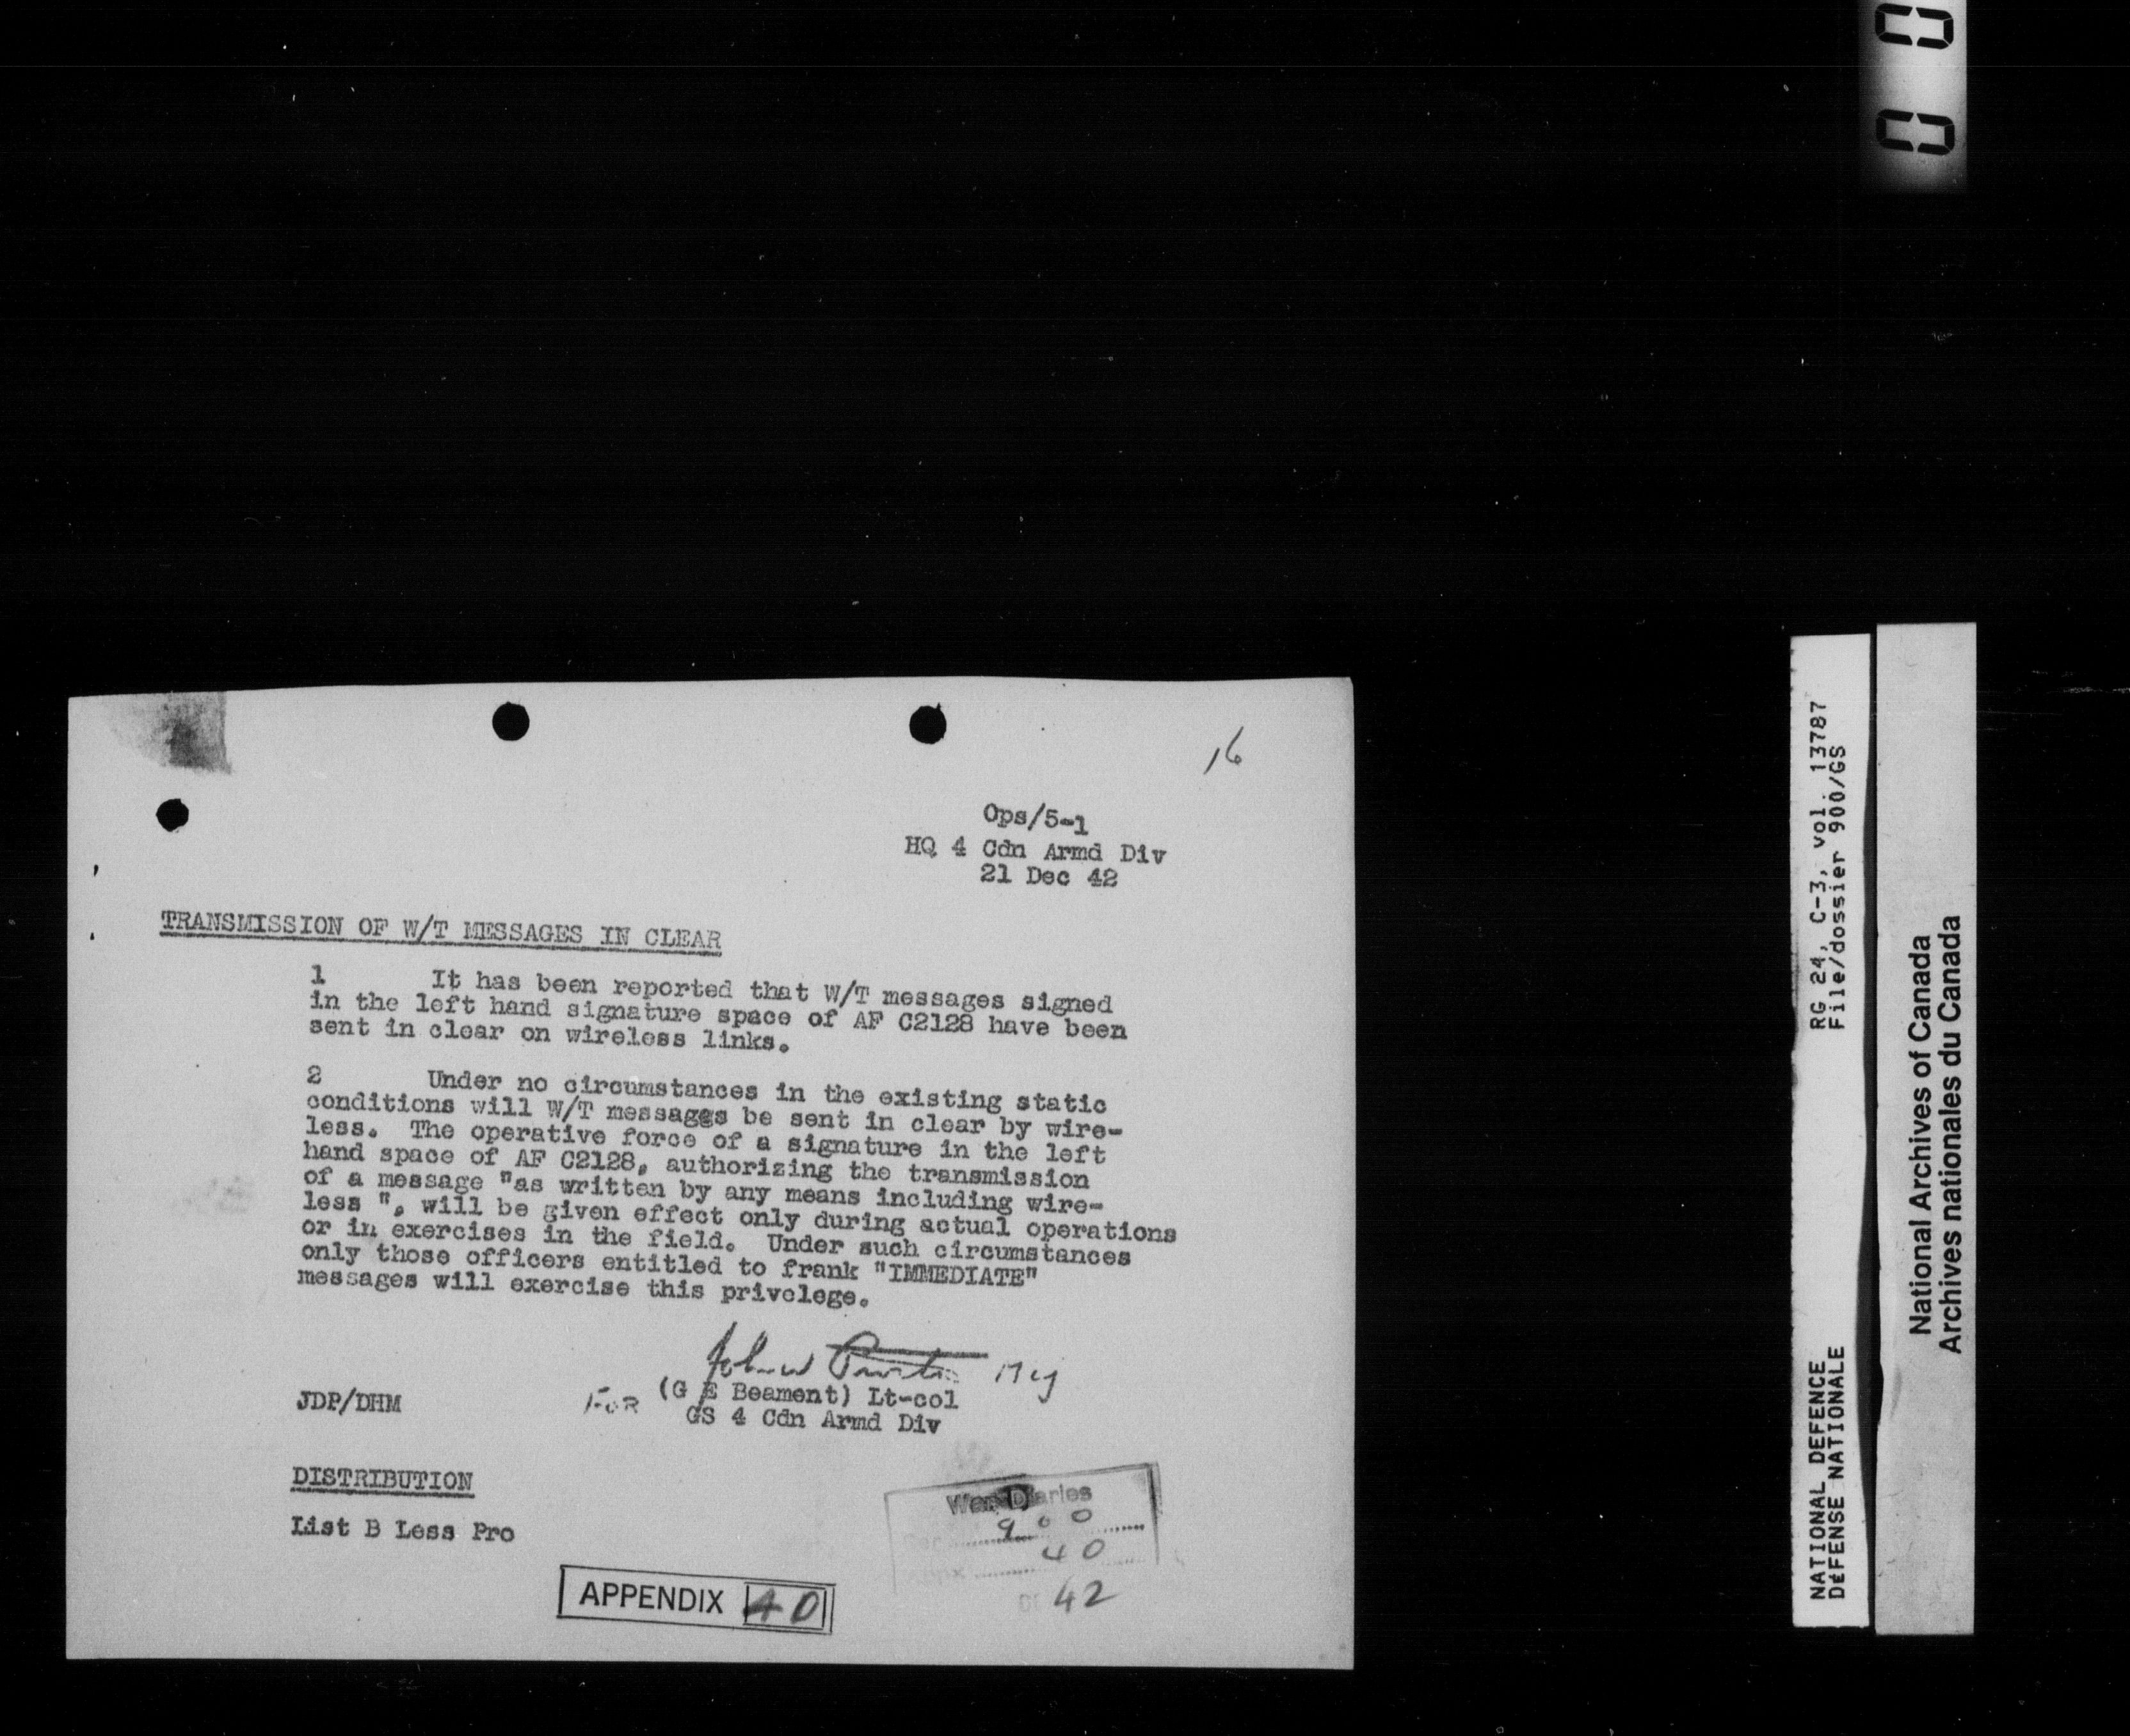 0 0
16
Ops/5-1
HQ 4 Cdn Armd Div
21 Dec 42
TRANSMISSION OF W/T MESSAGES IN CLEAR
1 It has been reported that W/T messages signed
in the left hand signature space of AF C2128 have been
sent in clear on wireless links.
2 Under no circumstances in the existing static
conditions will W/T messages be sent in clear by wire-
less. The operative force of a signature in the left
hand space of AF C2128, authorizing the transmission
of a message "as written by any means including wire-
less ", will be given effect only during actual operations
or in exercises in the field. Under such circumstances
only those officers entitled to frank "IMMEDIATE"
messages will exercise this privelege.
John
JDP/DHM
FOR (G E Beament) Lt-col
GS 4 Cdn Armd Div
DISTRIBUTION
List B Less Pro
War Diaries
Ser 900
Appx 40
42
APPENDIX 40
RG 24, C-3, vol. 13787
File/dossier 900/GS
NATIONAL DEFENCE
DÉFENSE NATIONALE
National Archives of Canada
Archives nationales du Canada